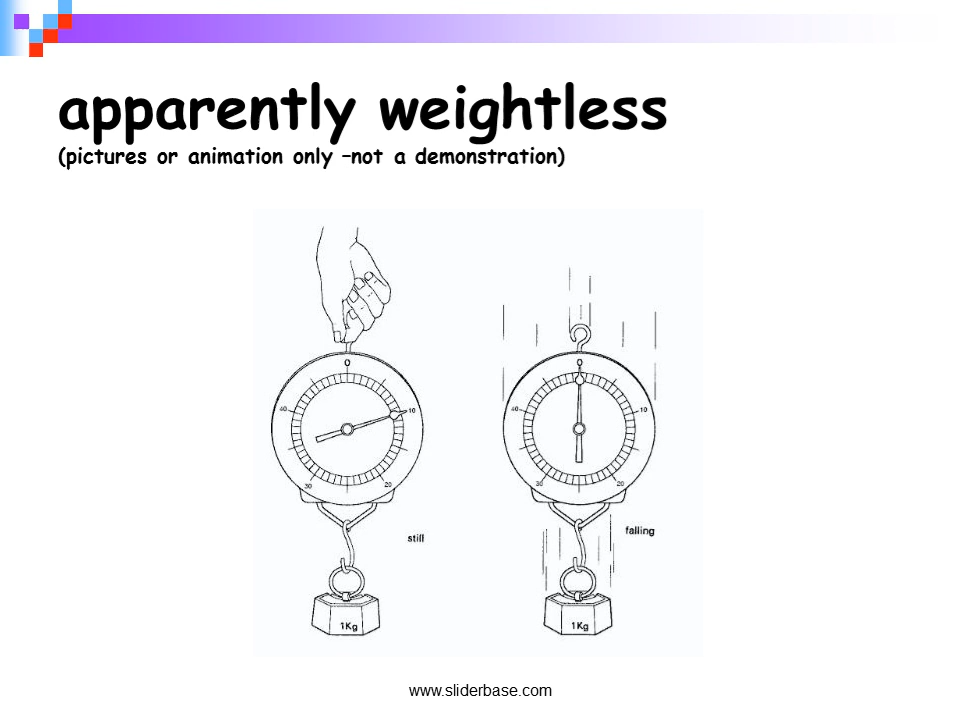 apparently weightless
(pictures or animation only –not a demonstration)
0
40
10
30
20
still
1Kg
0
40
10
30
20
falling
1Kg
www.sliderbase.com